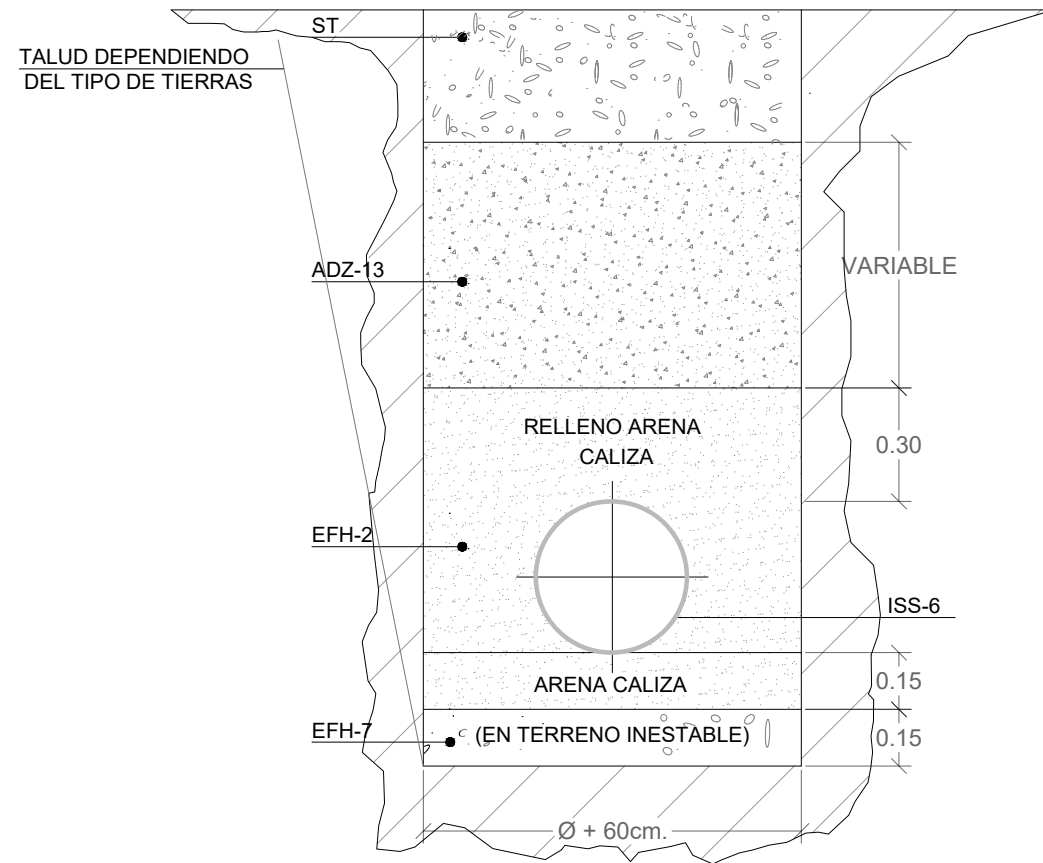 ST
TALUD DEPENDIENDO
DEL TIPO DE TIERRAS
ADZ-13
VARIABLE
RELLENO ARENA
CALIZA
0.30
EFH-2
ISS-6
ARENA CALIZA
0.15
EFH-7
(EN TERRENO INESTABLE)
0.15
Ø + 60cm.